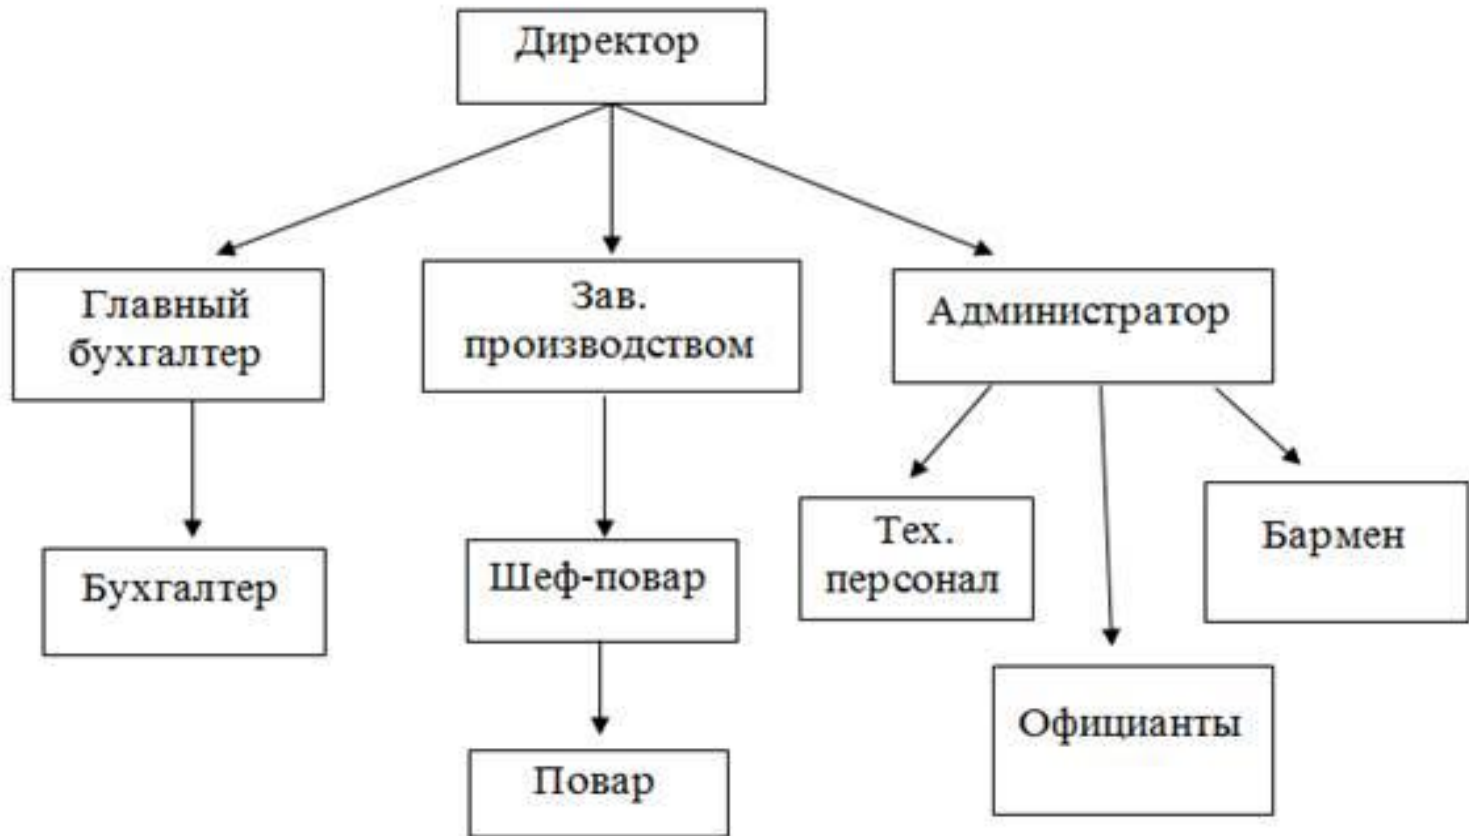 Директор
Главный
бухгалтер
Зав.
производством
Администратор
Бухгалтер
Шеф-повар
Тех.
персонал
Бармен
Официанты
Повар